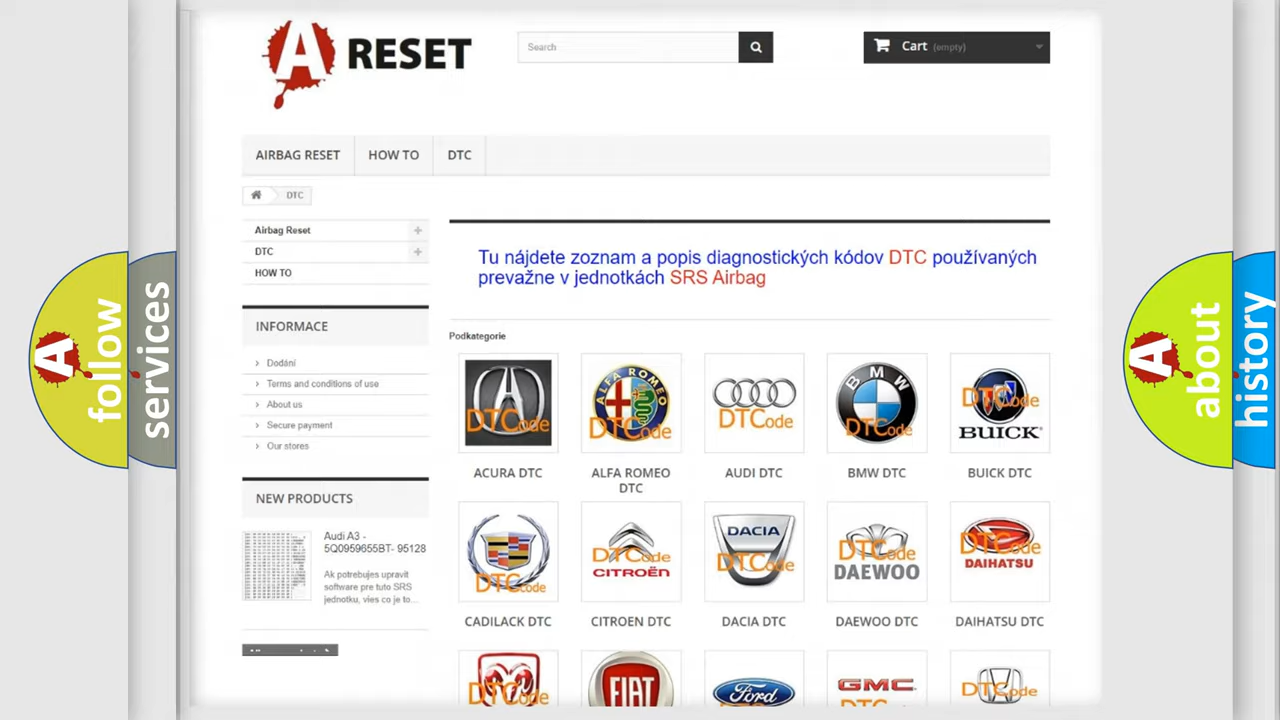 A RESET
Search
Cart (empty)
AIRBAG RESET
HOW TO
DTC
DTC
Airbag Reset
DTC
HOW TO
Tu nájdete zoznam a popis diagnostických kódov DTC používaných
prevažne v jednotkách SRS Airbag
INFORMACE
Dodání
Terms and conditions of use
About us
Secure payment
Our stores
NEW PRODUCTS
Audi A3 -
5Q0959655BT- 95128
Ak potrebujes upravit
software pre tuto SRS
jednotku, vies co je to...
Podkategorie
DTCode
ALFA ROMEO
DTCode
DTCode
BMW
DTCode
DTCode
BUICK
ACURA DTC
ALFA ROMEO
DTC
AUDI DTC
BMW DTC
BUICK DTC
DTCode
DTCode
CITROËN
DACIA
DTCode
DTCode
DAEWOO
DTCode
DAIHATSU
CADILACK DTC
CITROEN DTC
DACIA DTC
DAEWOO DTC
DAIHATSU DTC
DTCode
FIAT
Ford
GMC
DTCode
A follow
services
A about
history